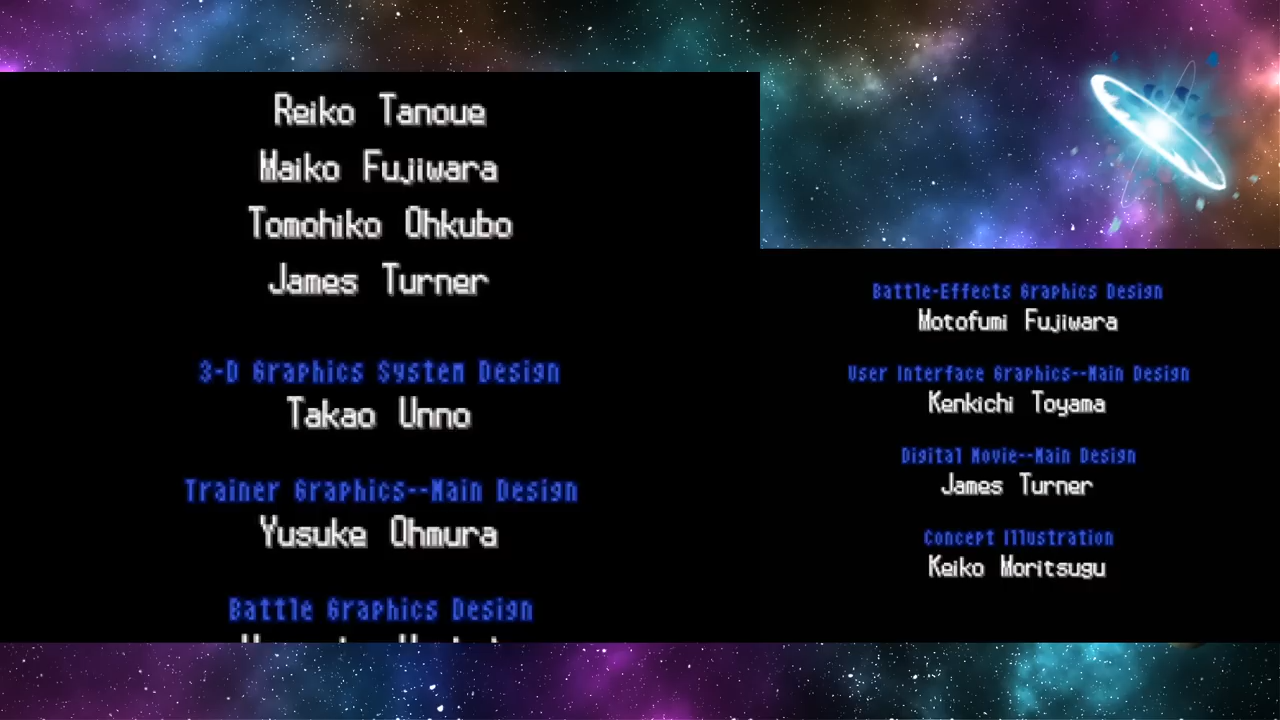 Reiko Tanoue
Maiko Fujiwara
Tomohiko Ohkubo
James Turner
3-D Graphics System Design
Takao Unno
Trainer Graphics--Main Design
Yusuke Ohmura
Battle Graphics Design
Battle-Effects Graphics Design
Motofumi Fujiwara
User Interface Graphics--Main Design
Kenkichi Toyama
Digital Movie--Main Design
James Turner
Concept Illustration
Keiko Moritsugu